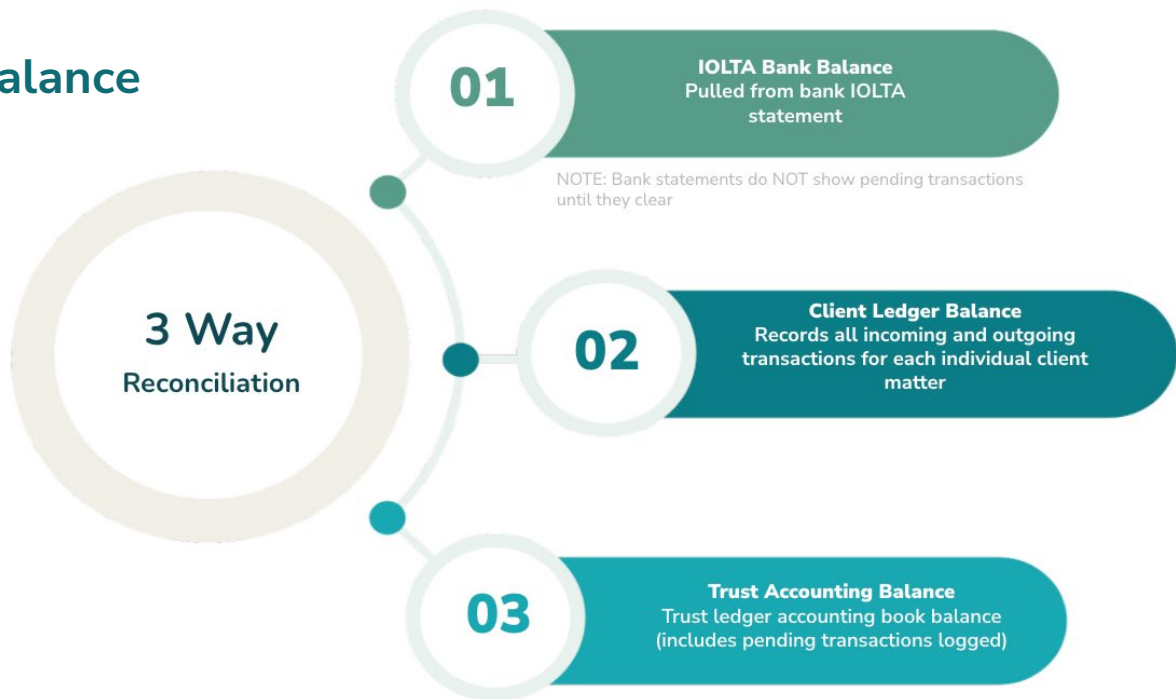 alance
01
IOLTA Bank Balance
Pulled from bank IOLTA
statement
NOTE: Bank statements do NOT show pending transactions
until they clear
3 Way
Reconciliation
02
Client Ledger Balance
Records all incoming and outgoing
transactions for each individual client
matter
03
Trust Accounting Balance
Trust ledger accounting book balance
(includes pending transactions logged)